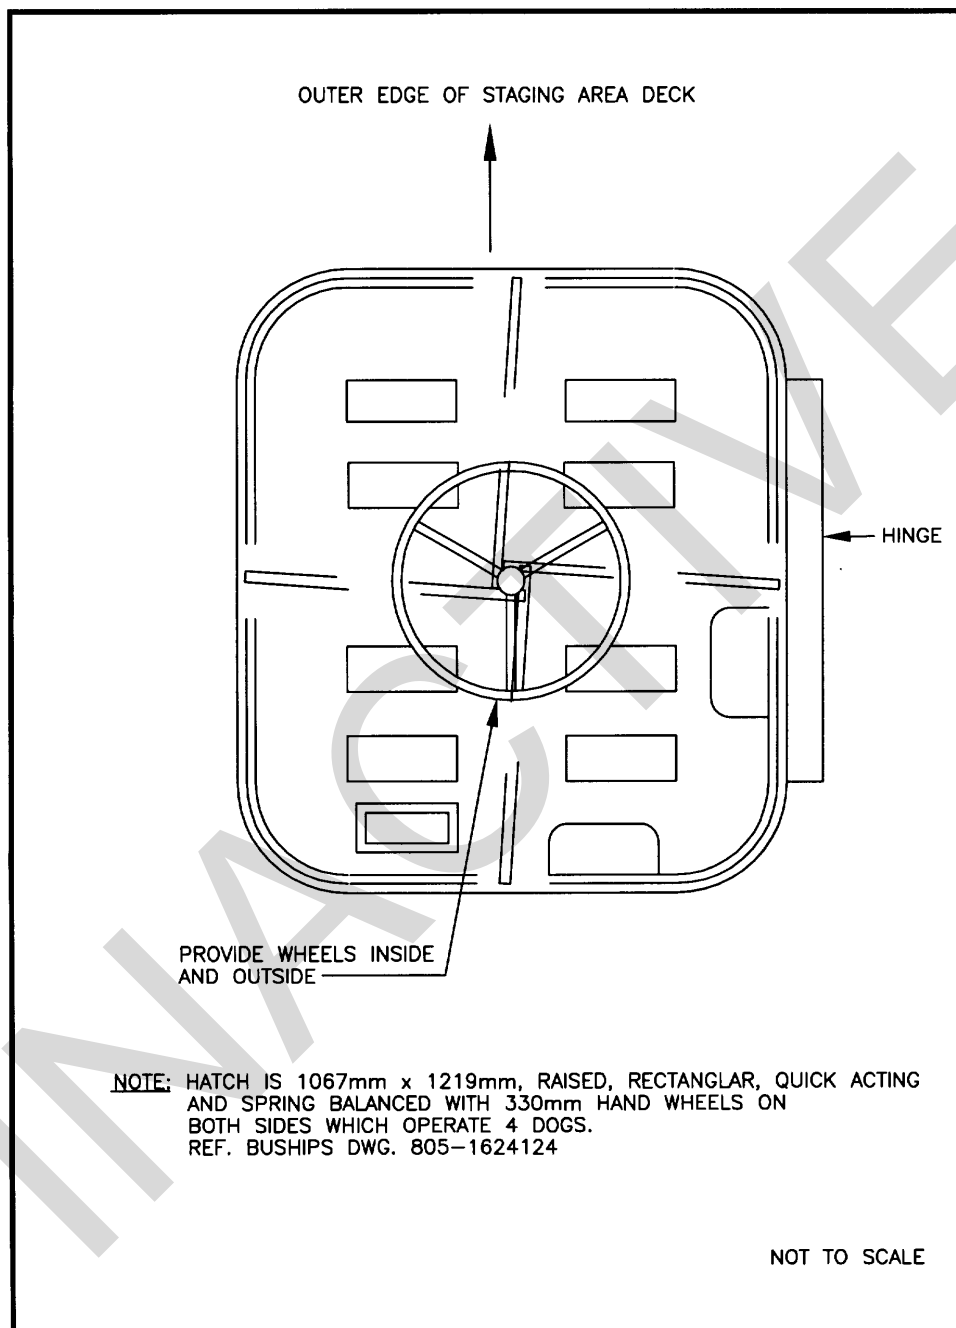 OUTER EDGE OF STAGING AREA DECK
HINGE
PROVIDE WHEELS INSIDE
AND OUTSIDE
NOTE: HATCH IS 1067mm x 1219mm, RAISED, RECTANGLAR, QUICK ACTING
AND SPRING BALANCED WITH 330mm HAND WHEELS ON
BOTH SIDES WHICH OPERATE 4 DOGS.
REF. BUSHIPS DWG. 805-1624124
NOT TO SCALE
INACTIVE